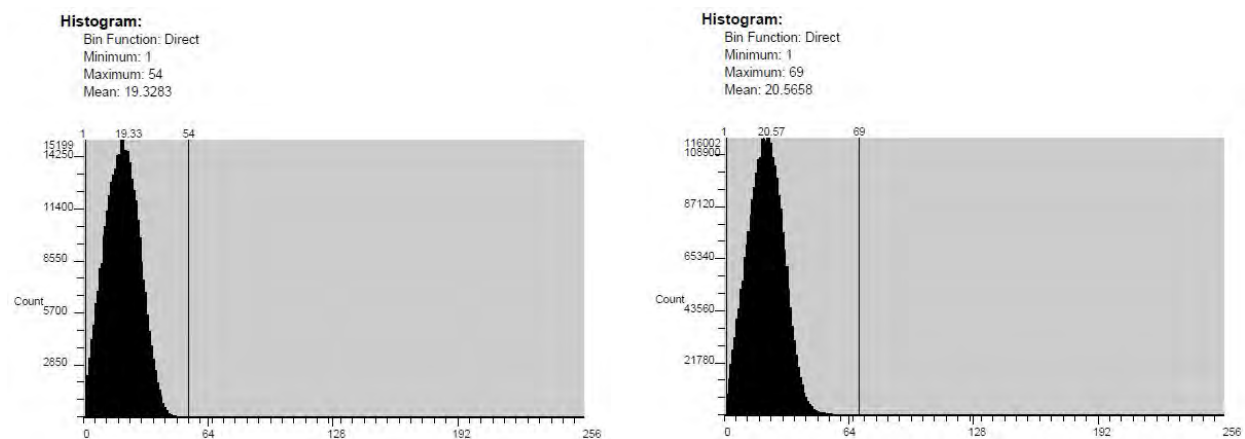 Histogram:
Bin Function: Direct
Minimum: 1
Maximum: 54
Mean: 19.3283
1 19.33 54
15199
14250
11400
8550
Count
5700
2850
0 64 128 192 256
Histogram:
Bin Function: Direct
Minimum: 1
Maximum: 69
Mean: 20.5658
1 20.57 69
116002
108900
87120
65340
Count
43560
21780
0 64 128 192 256